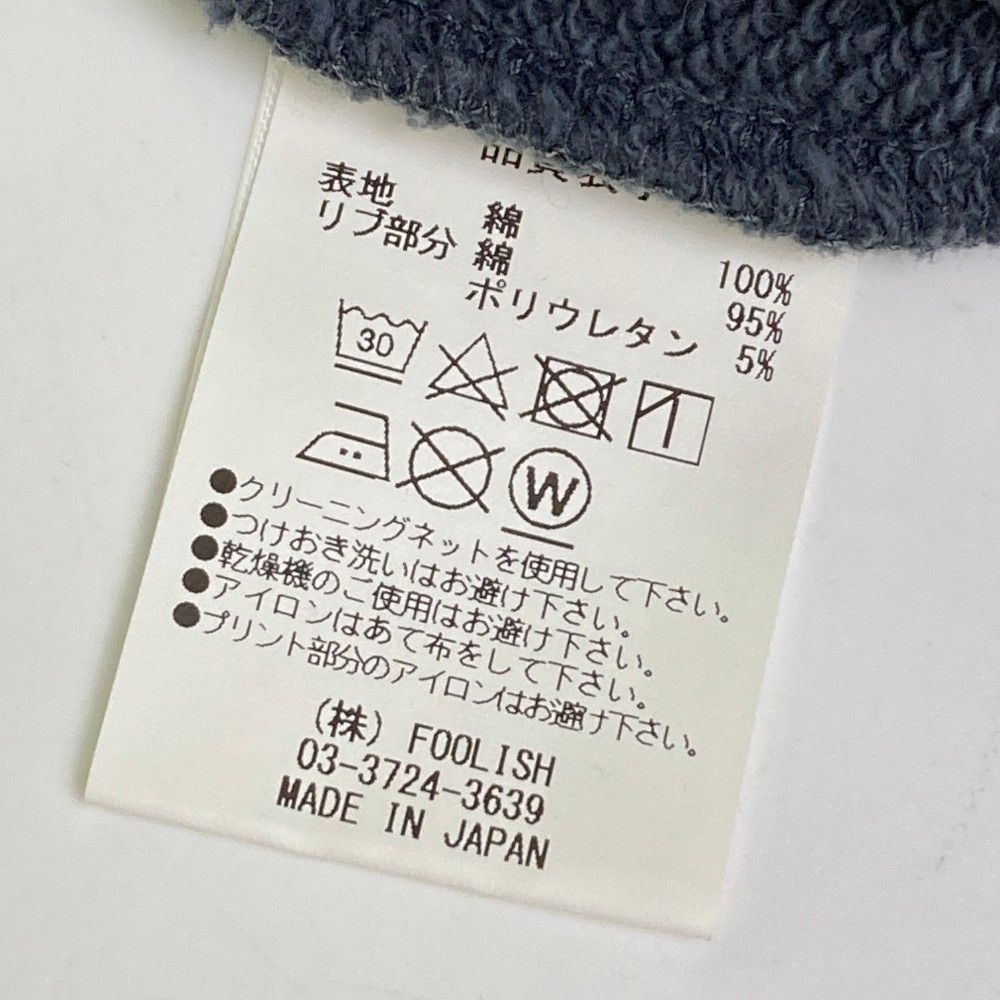 品質表示
表地 綿 100%
リブ部分 綿 95%
ポリウレタン 5%
30
W
●クリーニングネットを使用して下さい。
●つけおき洗いはお避け下さい。
●乾燥機のご使用はお避け下さい。
●アイロンはあて布をして下さい。
●プリント部分のアイロンはお避け下さい。
(株) FOOLISH
03-3724-3639
MADE IN JAPAN